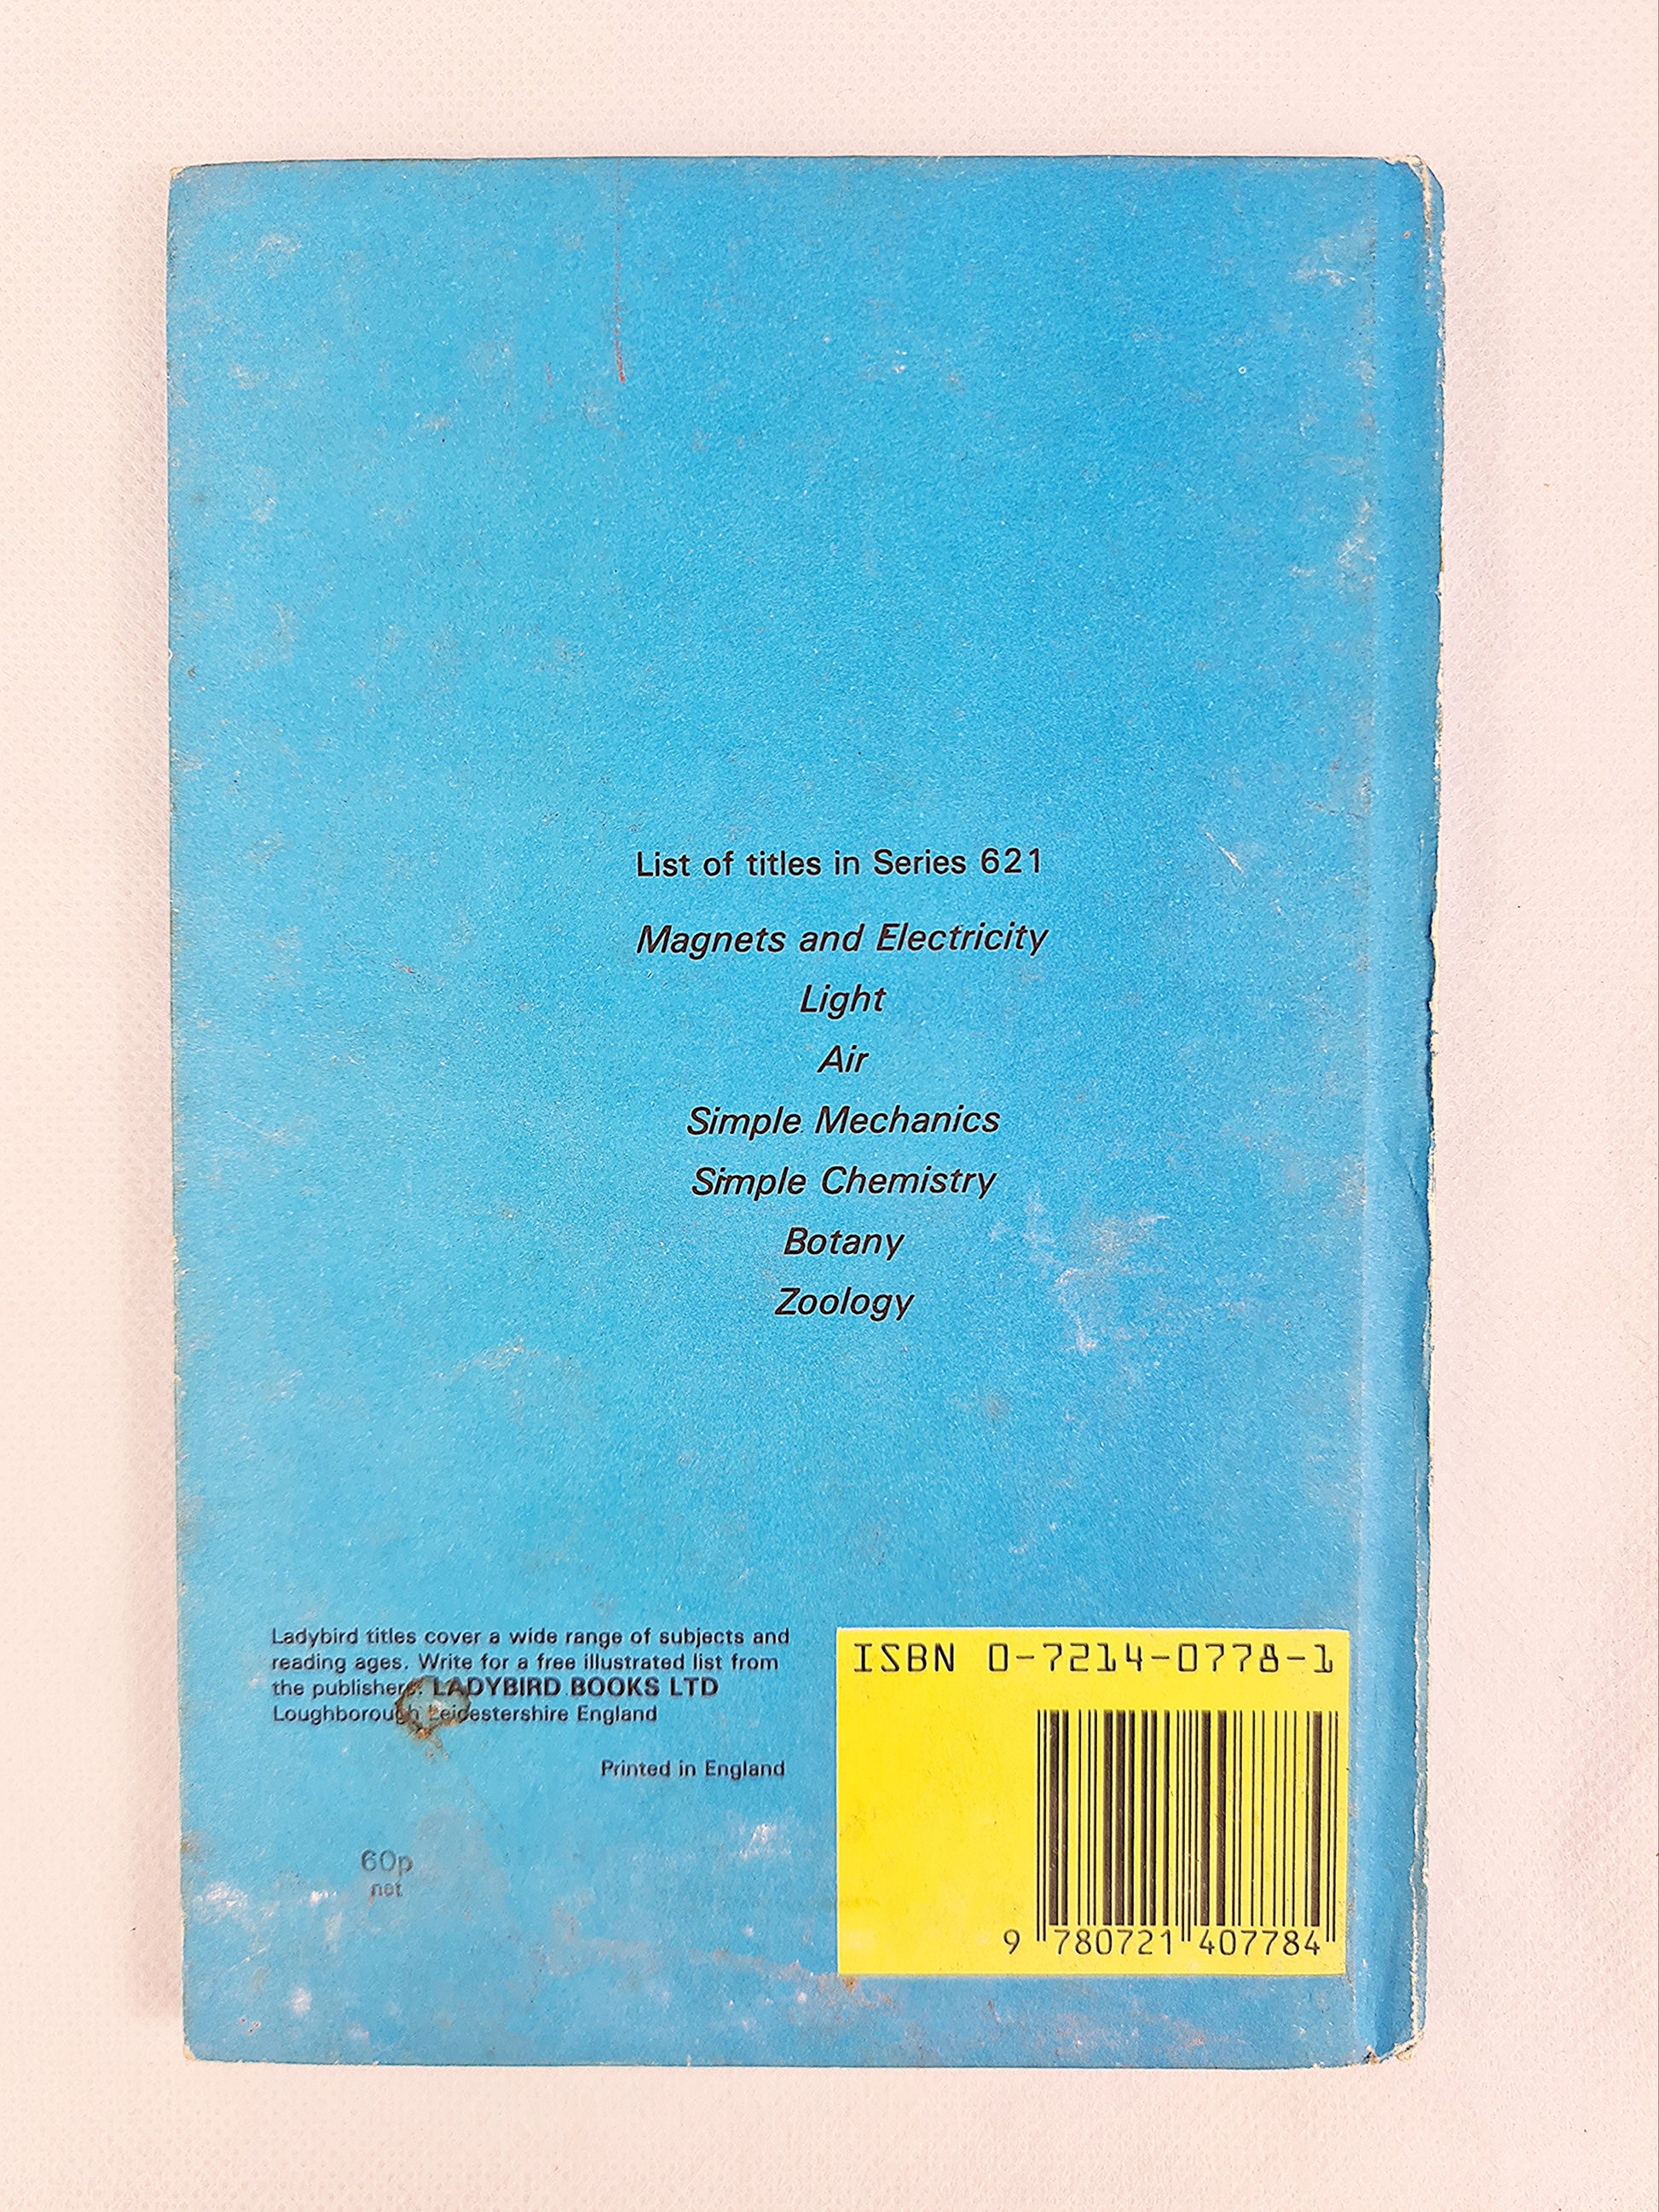 List of titles in Series 621
Magnets and Electricity
Light
Air
Simple Mechanics
Simple Chemistry
Botany
Zoology
Ladybird titles cover a wide range of subjects and
reading ages. Write for a free illustrated list from
the publishers: LADYBIRD BOOKS LTD
Loughborough Leicestershire England
Printed in England
60p
net
ISBN 0-7214-0778-1
9 780721 407784